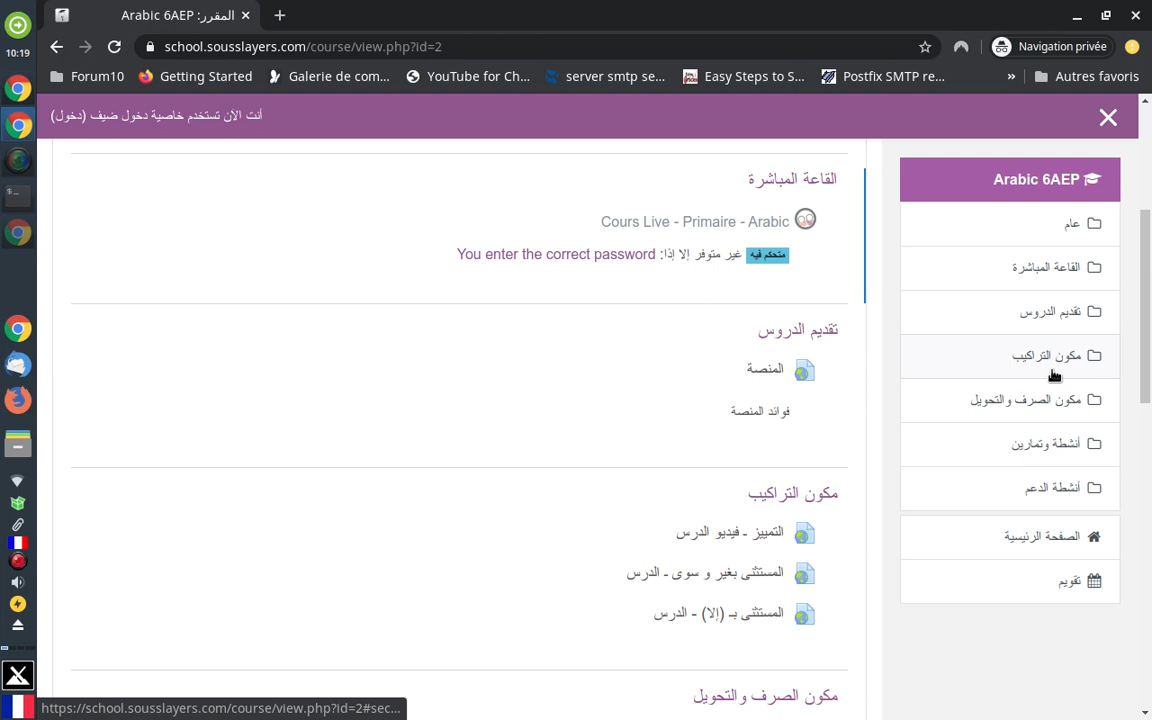 10:19
المقرر: Arabic 6AEP
school.sousslayers.com/course/view.php?id=2
Navigation privée
Forum10
Getting Started
Galerie de com...
YouTube for Ch...
server smtp se...
Easy Steps to S...
Postfix SMTP re...
»
Autres favoris
أنت الآن تستخدم خاصية دخول ضيف (دخول)
القاعة المباشرة
Cours Live - Primaire - Arabic
متحكم فيه غير متوفر إلا إذا: You enter the correct password
تقديم الدروس
المنصة
فوائد المنصة
مكون التراكيب
التمييز ـ فيديو الدرس
المستثنى بغير و سوى ـ الدرس
المستثنى بـ (إلا) - الدرس
مكون الصرف والتحويل
Arabic 6AEP
عام
القاعة المباشرة
تقديم الدروس
مكون التراكيب
مكون الصرف والتحويل
أنشطة وتمارين
أنشطة الدعم
الصفحة الرئيسية
تقويم
https://school.sousslayers.com/course/view.php?id=2#sec...